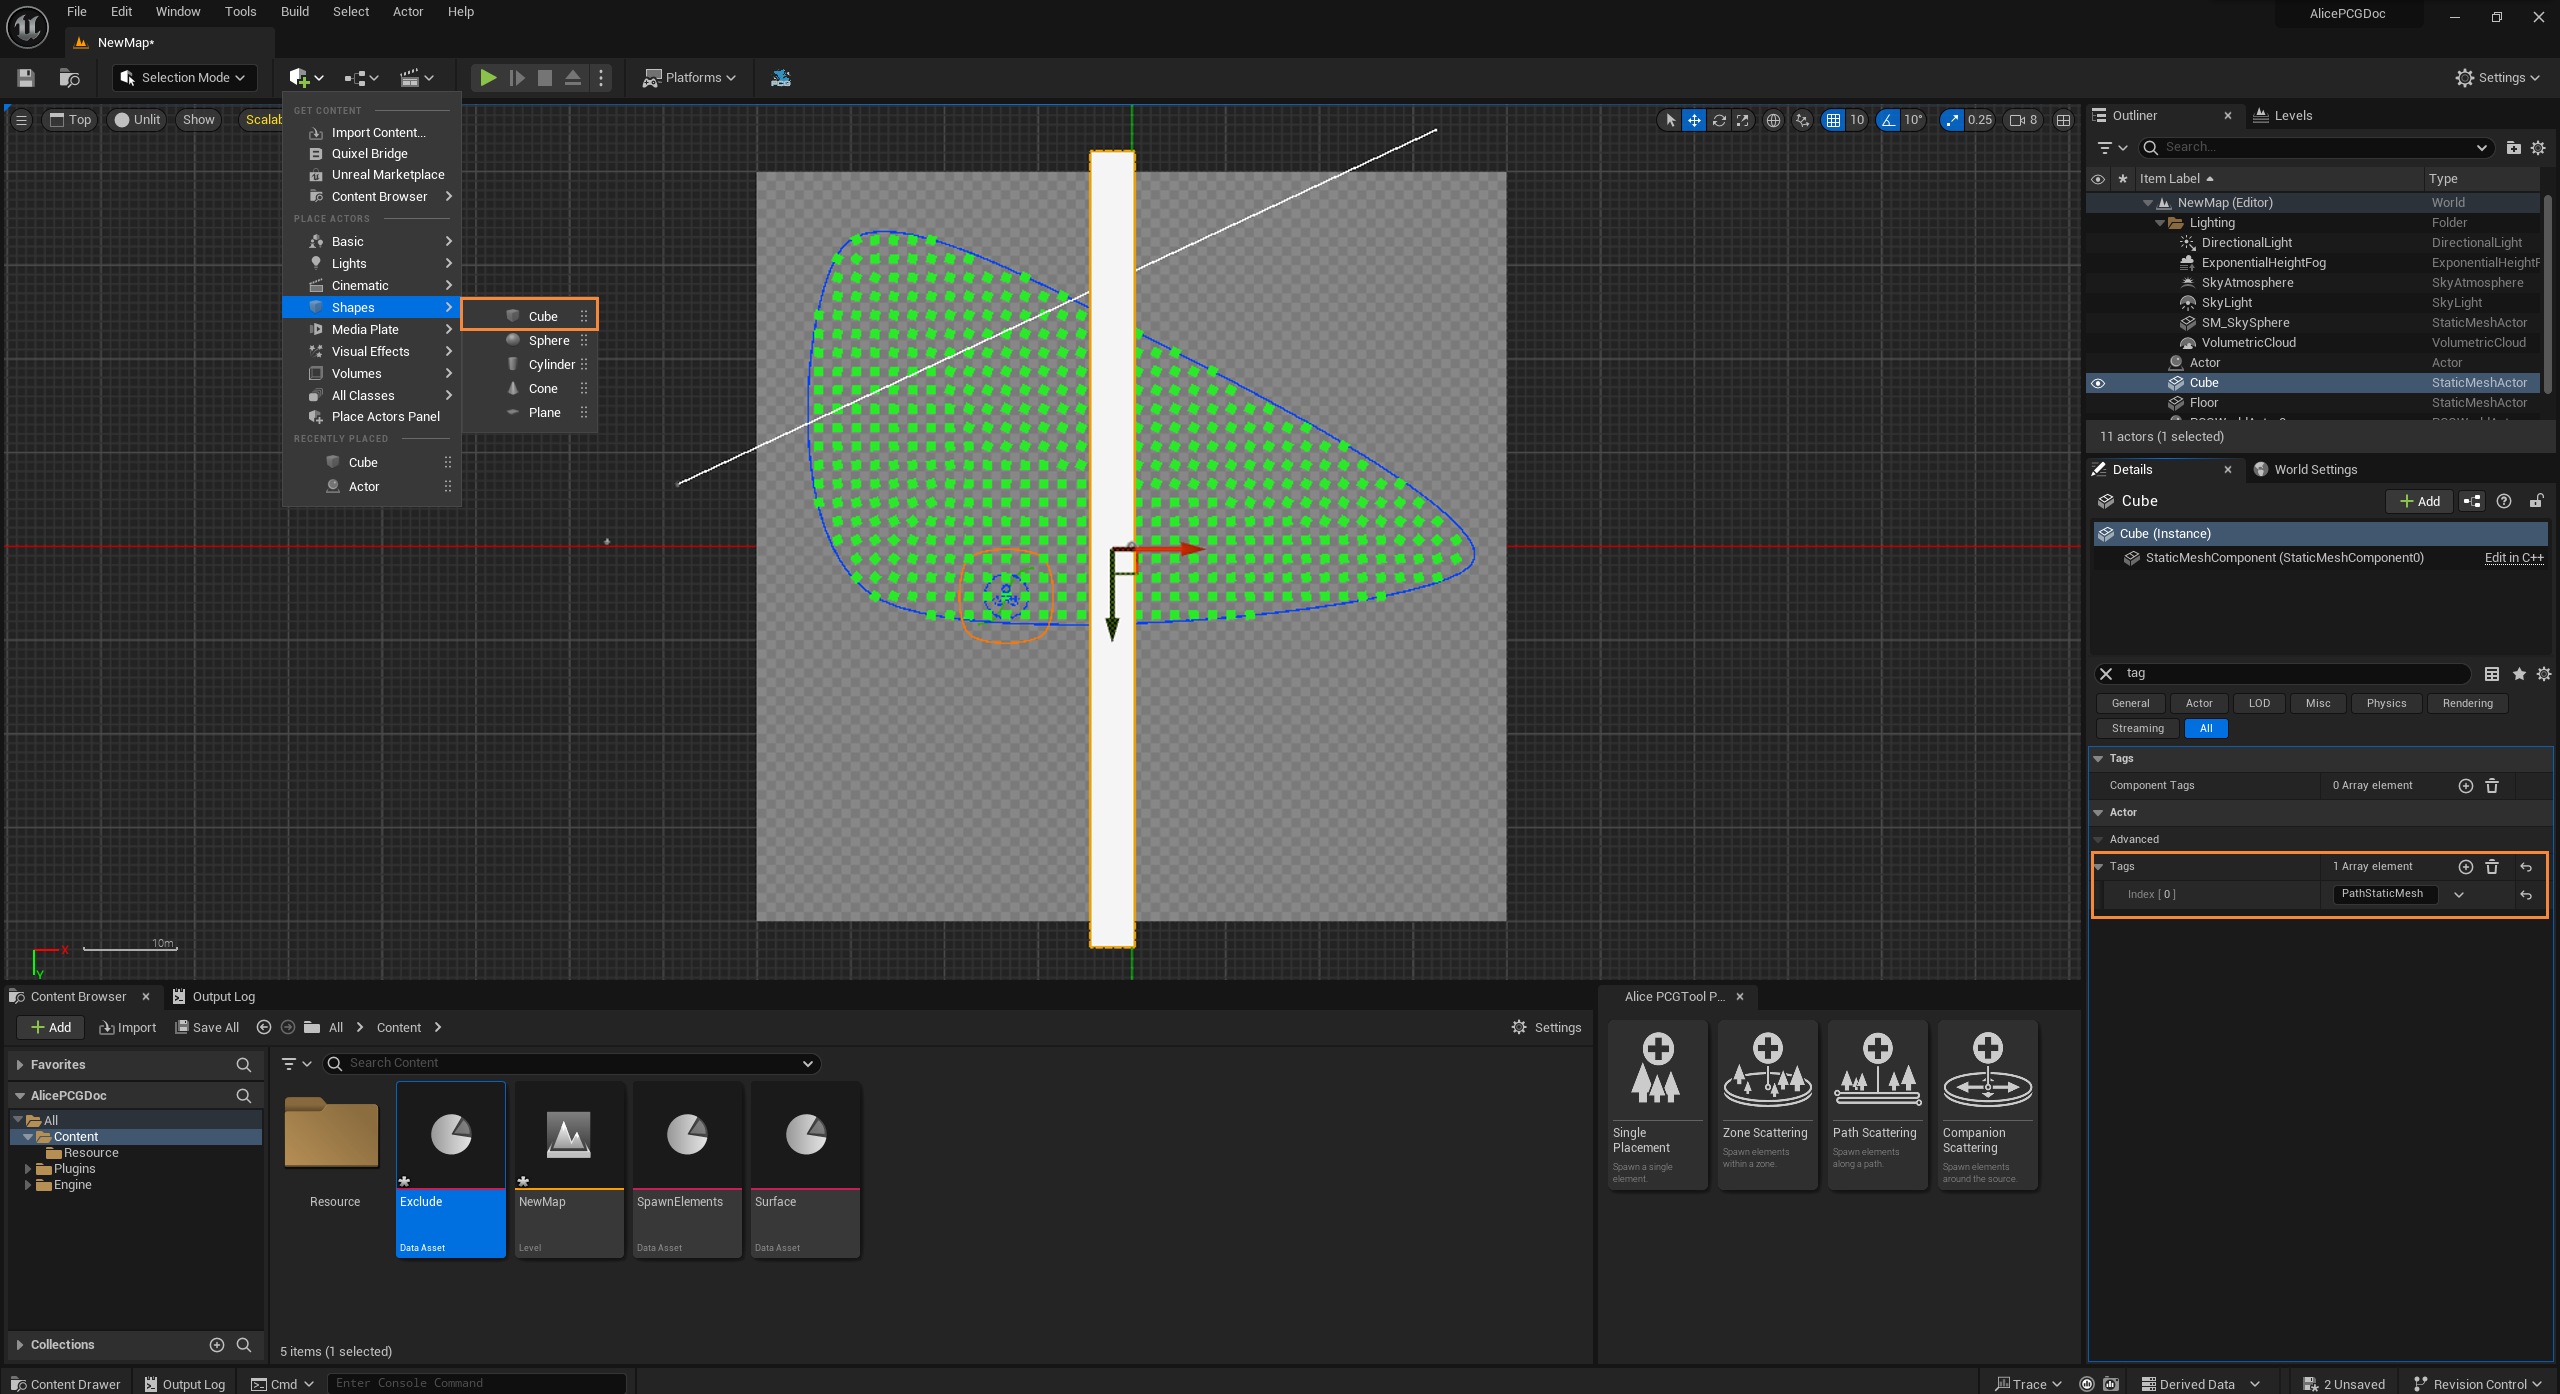 File Edit Window Tools Build Select Actor Help
AlicePCGDoc
NewMap*
Selection Mode
Platforms
Settings
Top
Unlit
Show
Scalab
10
10°
0.25
8
GET CONTENT
Import Content...
Quixel Bridge
Unreal Marketplace
Content Browser
PLACE ACTORS
Basic
Lights
Cinematic
Shapes
Media Plate
Visual Effects
Volumes
All Classes
Place Actors Panel
RECENTLY PLACED
Cube
Actor
Cube
Sphere
Cylinder
Cone
Plane
X
Y
10m
Outliner
Levels
Search...
Item Label Type
NewMap (Editor) World
Lighting Folder
DirectionalLight DirectionalLight
ExponentialHeightFog ExponentialHeightF
SkyAtmosphere SkyAtmosphere
SkyLight SkyLight
SM_SkySphere StaticMeshActor
VolumetricCloud VolumetricCloud
Actor Actor
Cube StaticMeshActor
Floor StaticMeshActor
11 actors (1 selected)
Details
World Settings
Cube
Add
Cube (Instance)
StaticMeshComponent (StaticMeshComponent0) Edit in C++
tag
General Actor LOD Misc Physics Rendering
Streaming All
Tags
Component Tags 0 Array element
Actor
Advanced
Tags 1 Array element
Index [ 0 ] PathStaticMesh
Content Browser
Output Log
Add
Import
Save All
All
Content
Settings
Favorites
AlicePCGDoc
All
Content
Resource
Plugins
Engine
Collections
Search Content
Resource
Exclude
Data Asset
NewMap
Level
SpawnElements
Data Asset
Surface
Data Asset
5 items (1 selected)
Alice PCGTool P...
Single
Placement
Spawn a single
element.
Zone Scattering
Spawn elements
within a zone.
Path Scattering
Spawn elements
along a path.
Companion
Scattering
Spawn elements
around the source.
Content Drawer
Output Log
Cmd
Enter Console Command
Trace
Derived Data
2 Unsaved
Revision Control